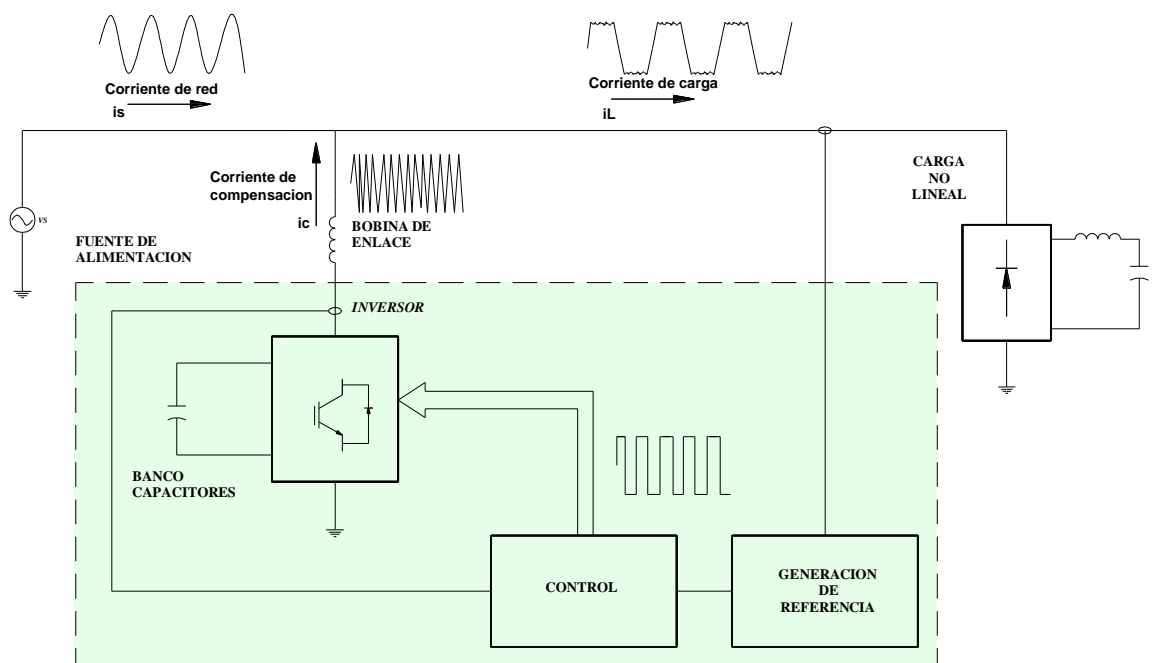 Corriente de red
is
Corriente de carga
iL
Corriente de
compensacion
ic
BOBINA DE
ENLACE
CARGA
NO
LINEAL
vs
FUENTE DE
ALIMENTACION
INVERSOR
BANCO
CAPACITORES
CONTROL
GENERACION
DE
REFERENCIA